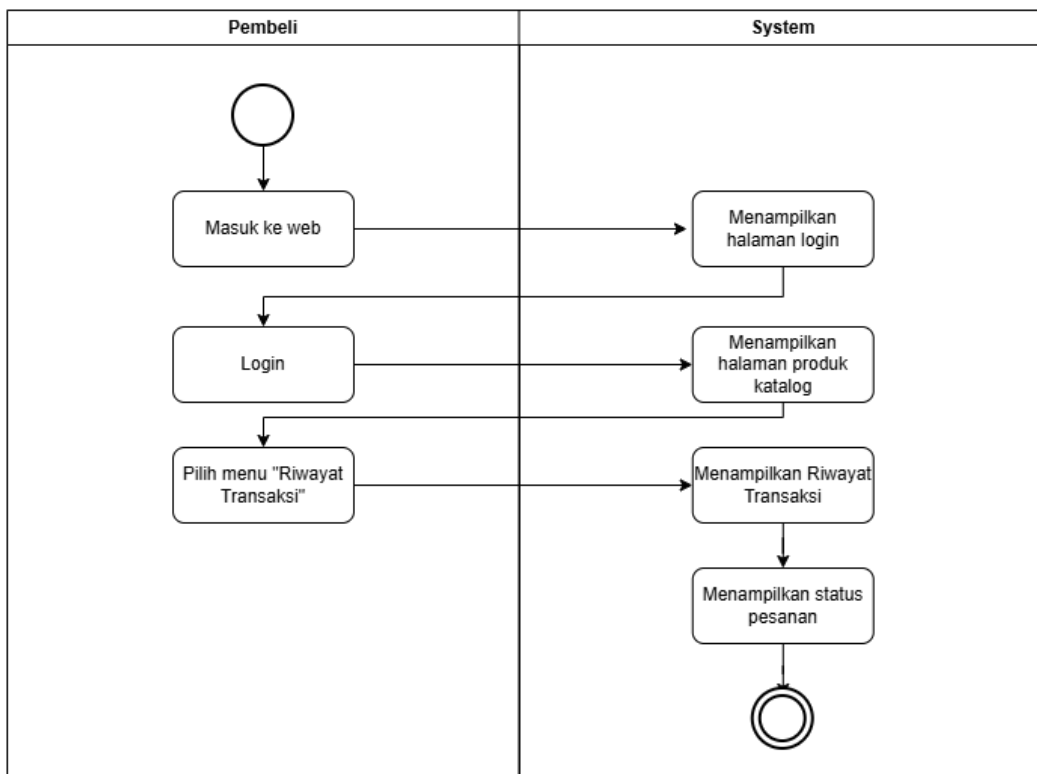 Pembeli
System
Masuk ke web
Menampilkan
halaman login
Login
Menampilkan
halaman produk
katalog
Pilih menu "Riwayat
Transaksi"
Menampilkan Riwayat
Transaksi
Menampilkan status
pesanan